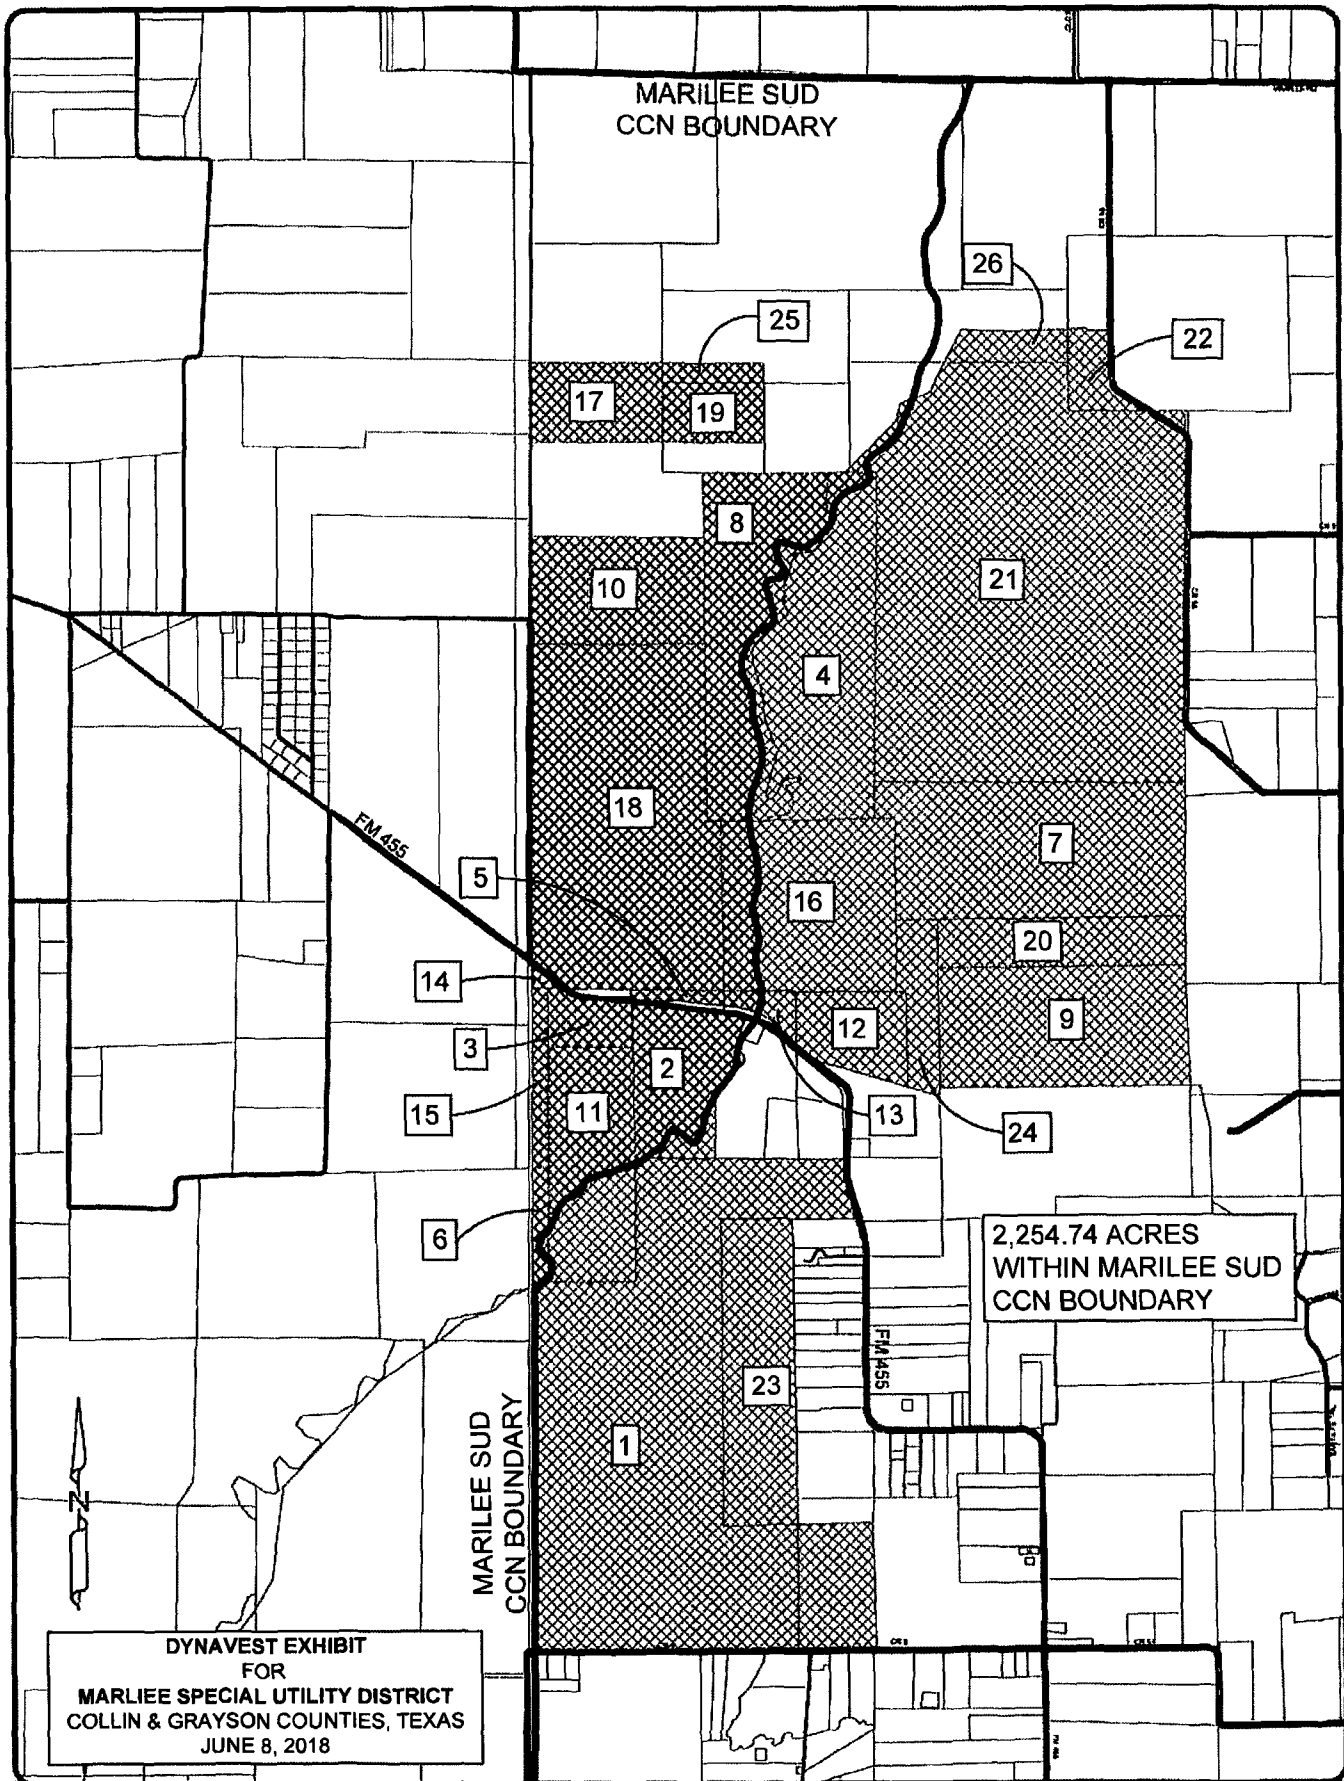 MARILEE SUD
CCN BOUNDARY
26
25
22
17
19
8
10
21
4
18
7
FM 455
5
16
20
14
12
9
3
2
15
11
13
24
6
2,254.74 ACRES
WITHIN MARILEE SUD
CCN BOUNDARY
FM 455
23
1
MARILEE SUD
CCN BOUNDARY
N
DYNAVEST EXHIBIT
FOR
MARLIEE SPECIAL UTILITY DISTRICT
COLLIN & GRAYSON COUNTIES, TEXAS
JUNE 8, 2018